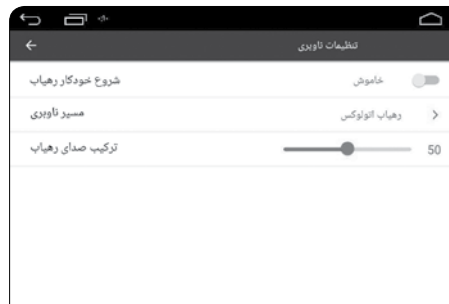 تنظیمات ناوبری
شروع خودکار رهیاب خاموش
مسیر ناوبری رهیاب اتولوکس
ترکیب صدای رهیاب 50